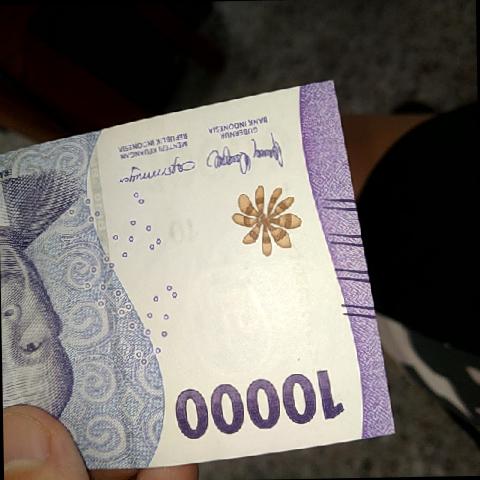 GUBERNUR
BANK INDONESIA
MENTERI KEUANGAN
REPUBLIK INDONESIA
10000